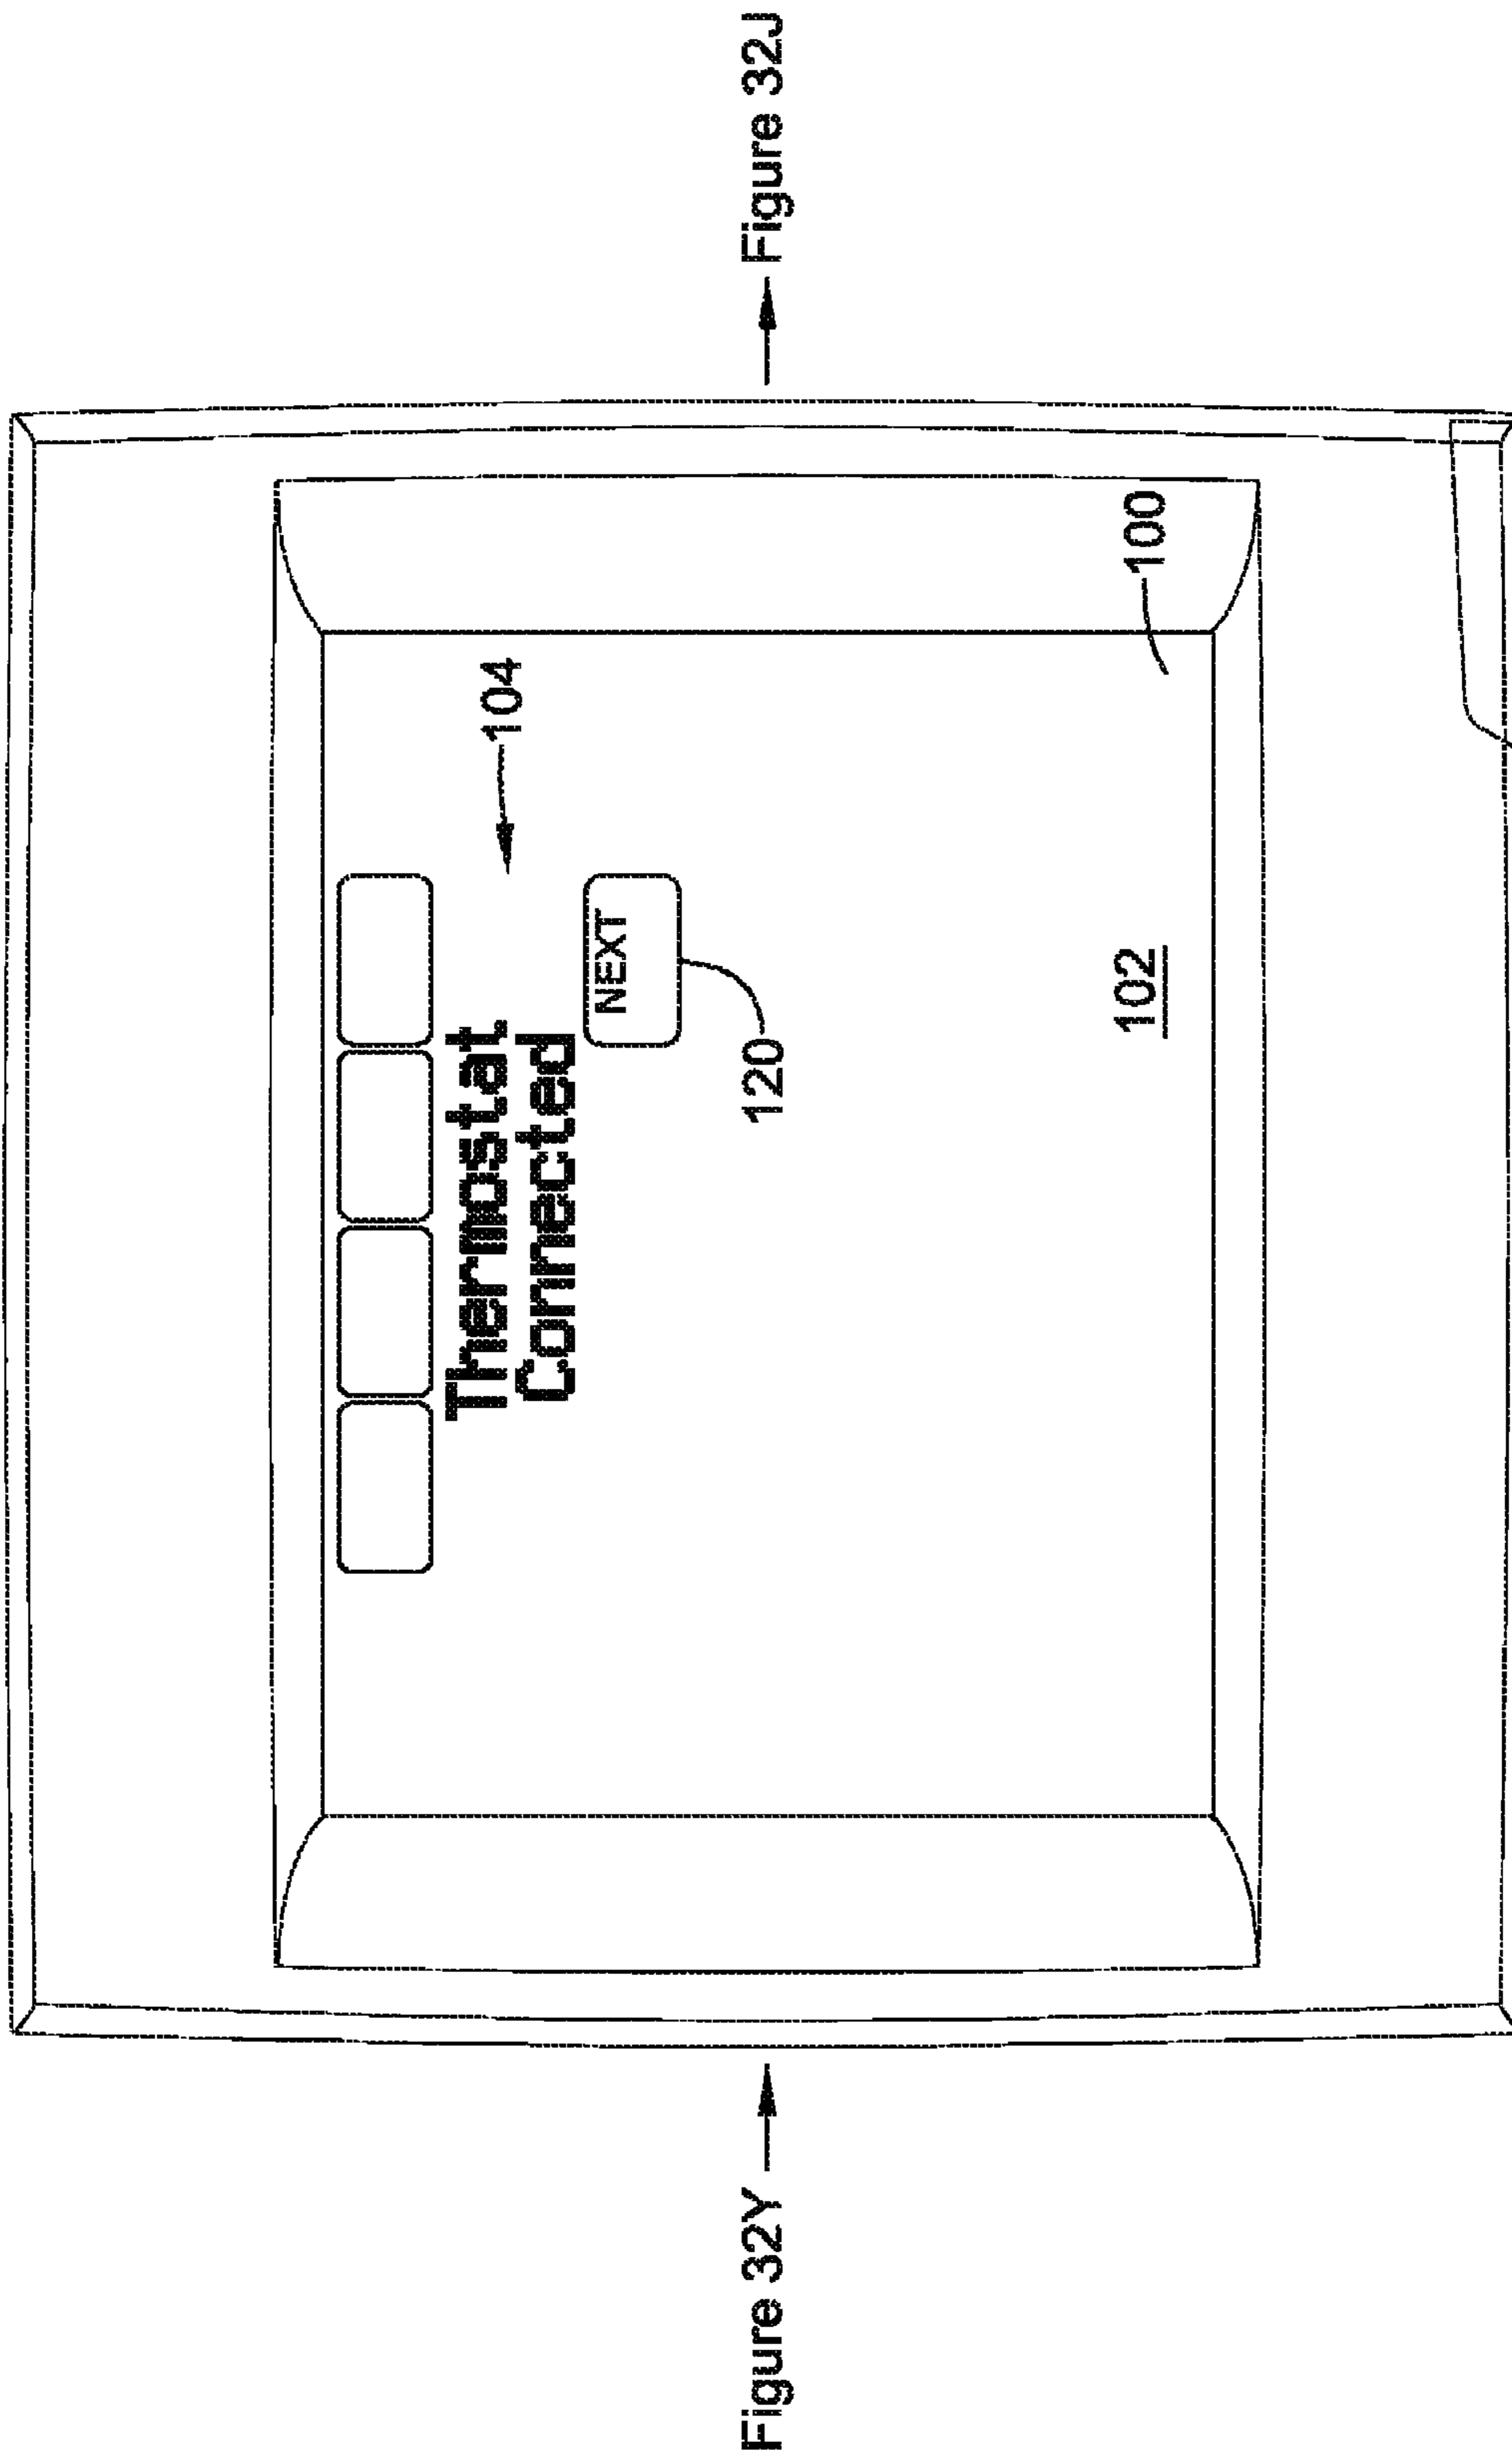 104
Thermostat
Connected
NEXT
120
Figure 32Y
Figure 32J
102
100